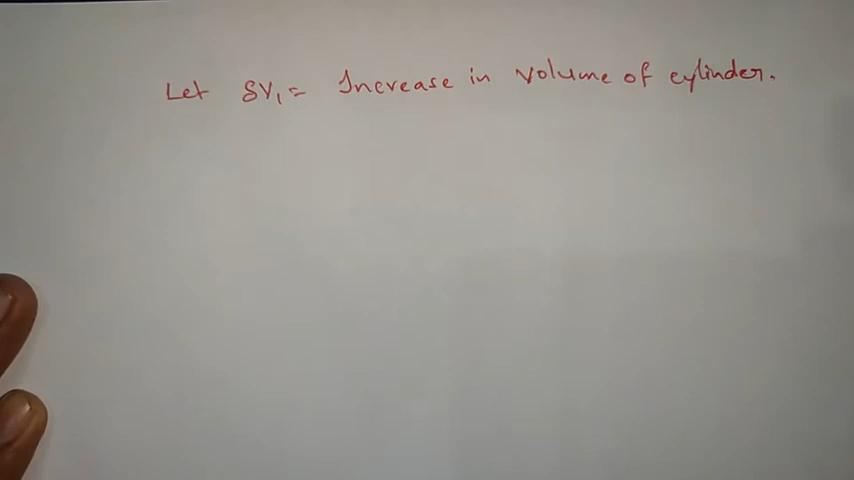 Let δV₁ = Increase in volume of cylinder.